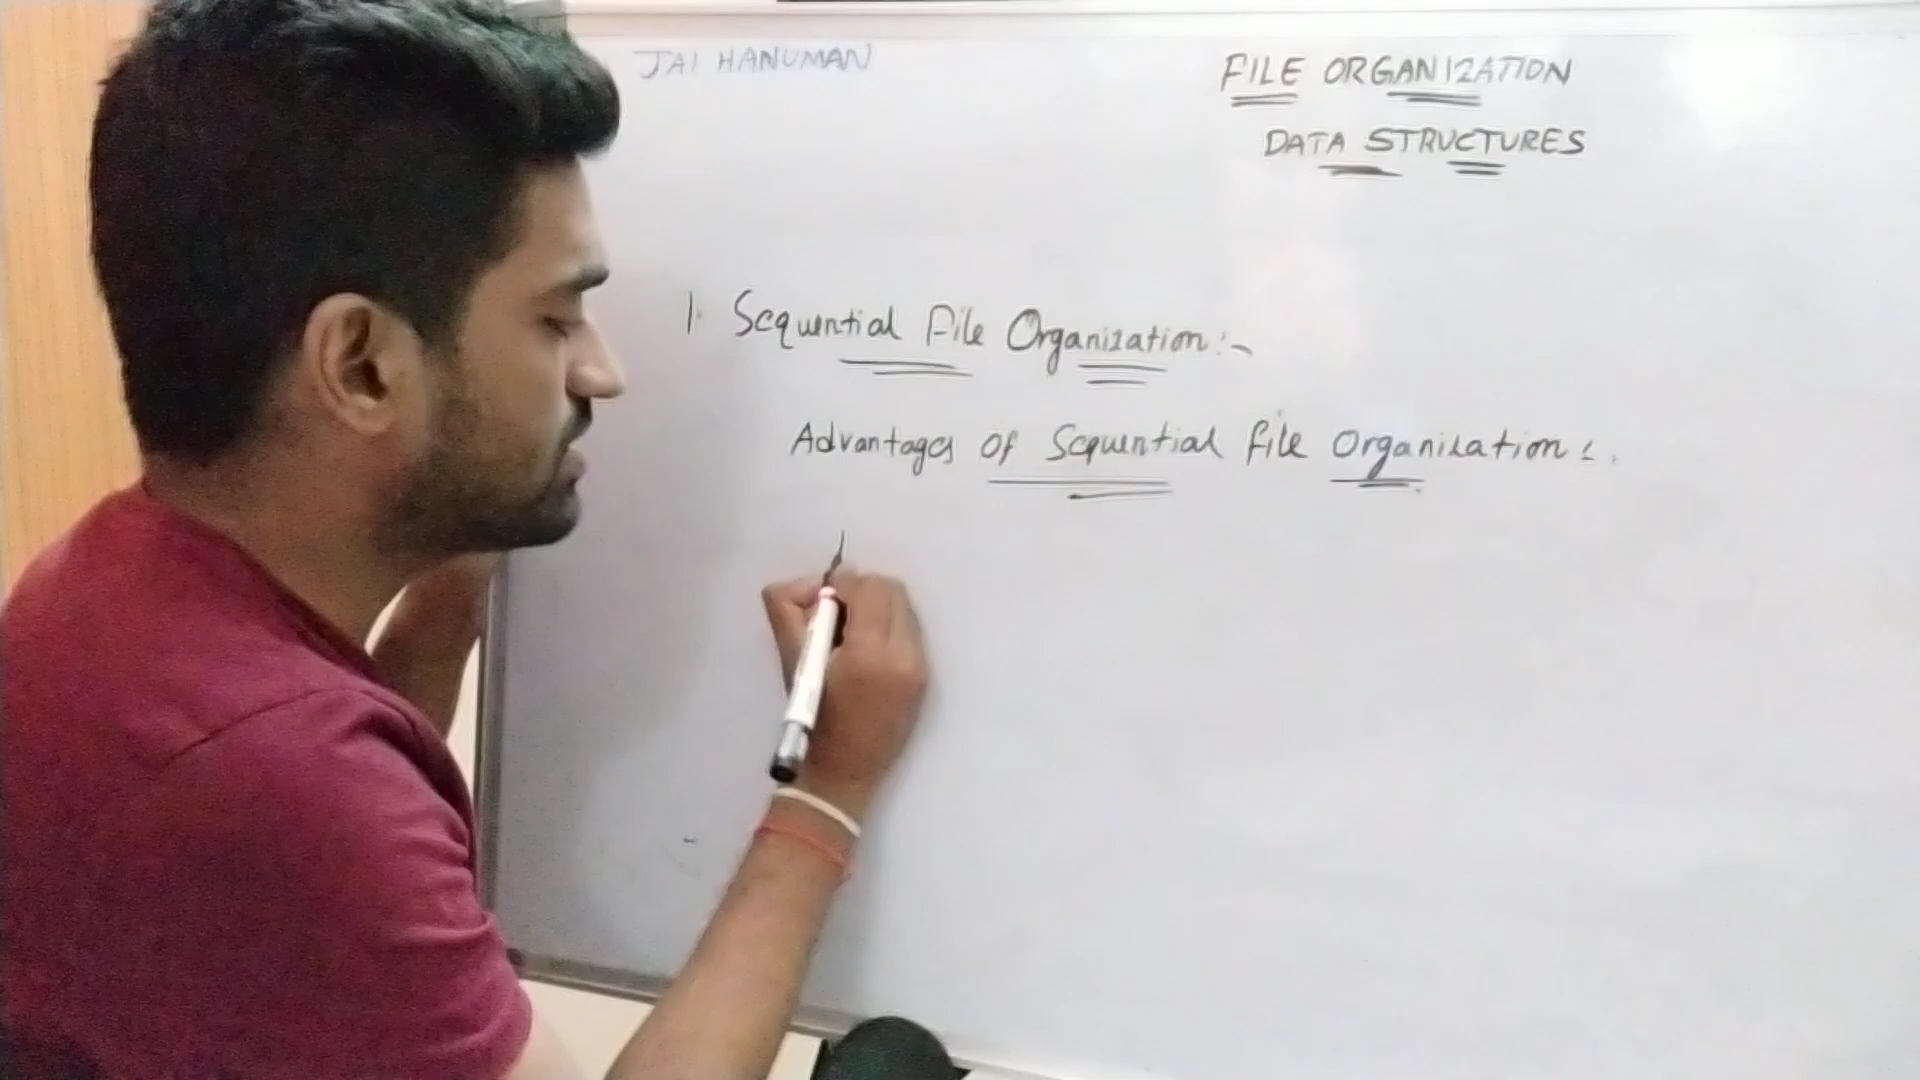 JAI HANUMAN
FILE ORGANIZATION
DATA STRUCTURES
1. Sequential File Organization:-
Advantages Of Sequential file Organization:.